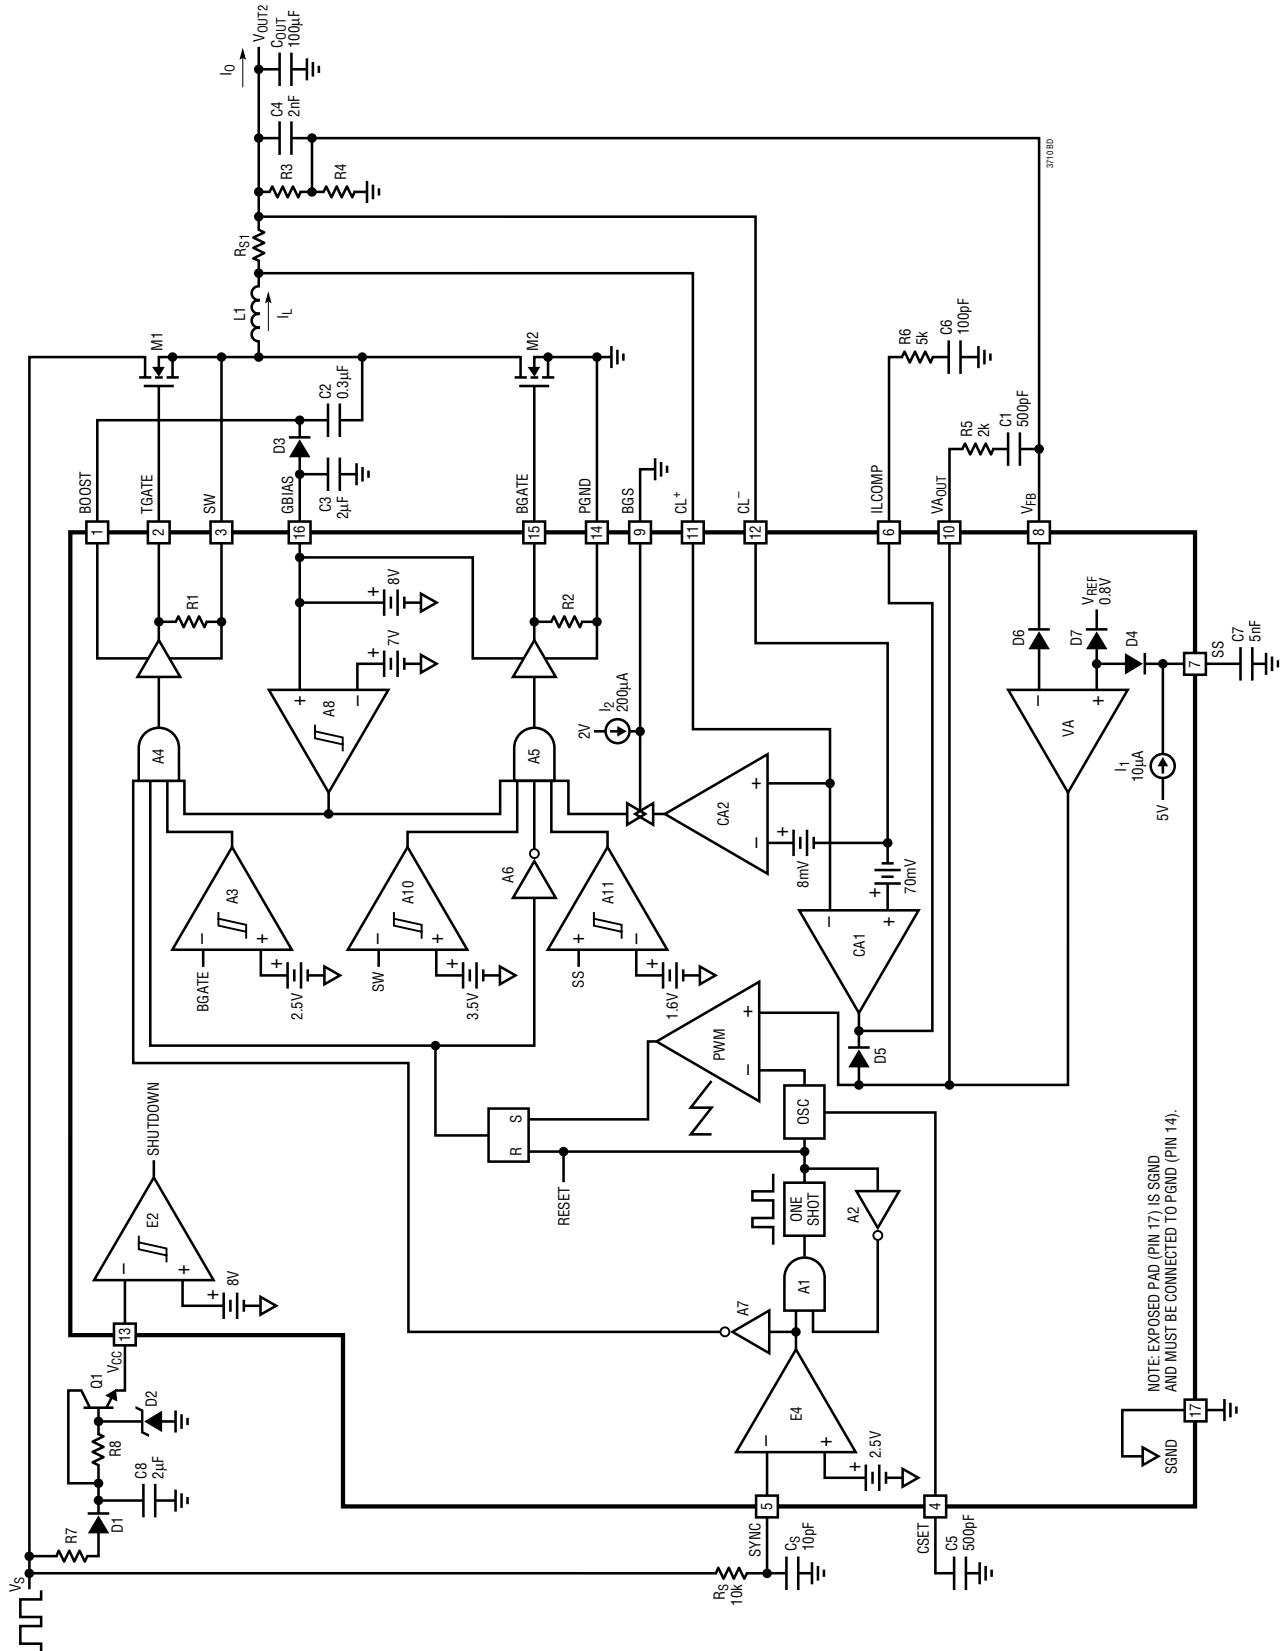 VS
R7
D1
C8
2µF
R8
Q1
D2
VCC
13
E2
–
+
8V
+
SHUTDOWN
RS
10k
SYNC
CS
10pF
5
CSET
C5
500pF
4
E4
–
+
2.5V
+
A7
A1
ONE
SHOT
A2
OSC
RESET
R
S
PWM
–
+
D5
CA1
–
+
70mV
+
8mV
+
CA2
–
+
BGATE
A3
–
+
2.5V
+
SW
A10
–
+
3.5V
+
SS
A11
+
–
1.6V
+
A6
A4
A5
A8
+
–
7V
+
8V
+
R1
R2
2V
I2
200µA
VA
–
+
D6
D7
VREF
0.8V
D4
5V
I1
10µA
7
SS
C7
5nF
1
BOOST
2
TGATE
3
SW
16
GBIAS
C3
2µF
D3
C2
0.3µF
15
BGATE
14
PGND
9
BGS
11
CL+
12
CL–
6
ILCOMP
R6
5k
C6
100pF
10
VAOUT
R5
2k
C1
500pF
8
VFB
M1
M2
L1
IL
RS1
R3
R4
C4
2nF
IO
VOUT2
COUT
100µF
17
SGND
NOTE: EXPOSED PAD (PIN 17) IS SGND
AND MUST BE CONNECTED TO PGND (PIN 14).
3710 BD